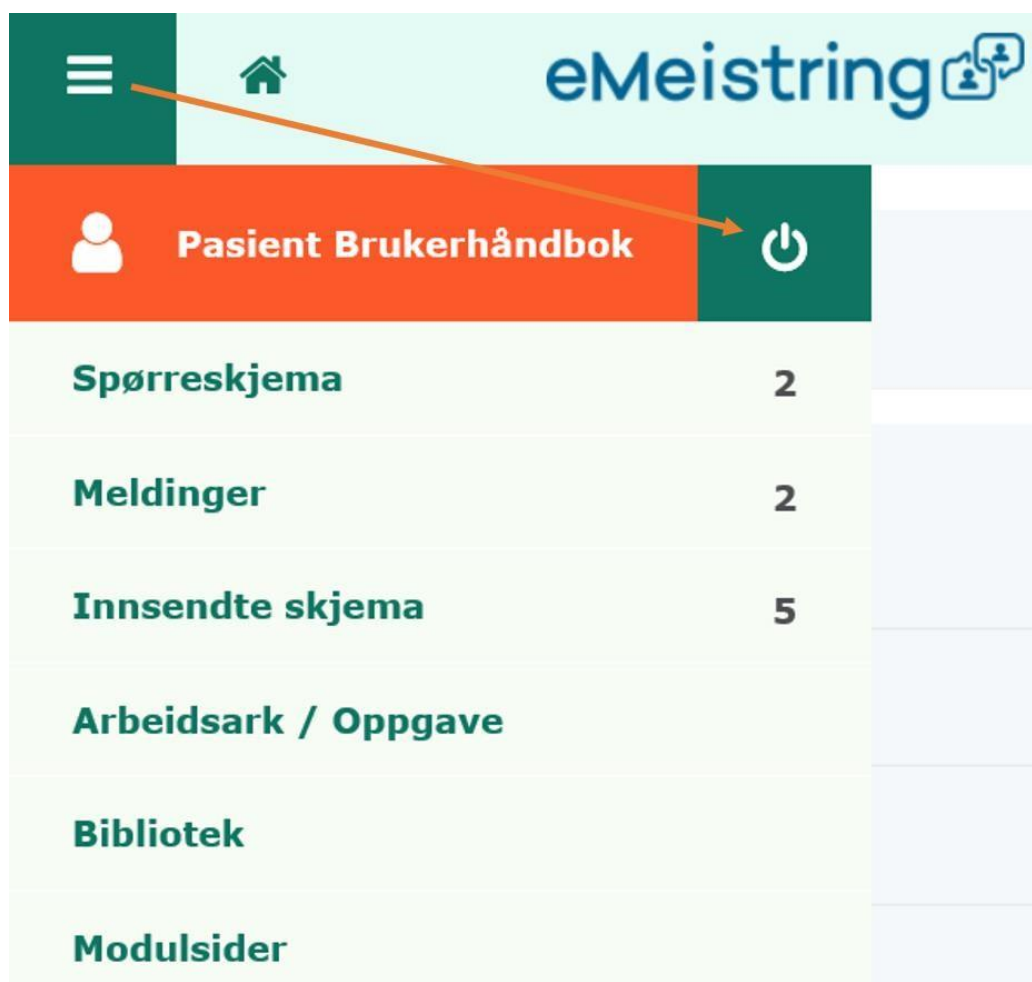 eMeistring
Pasient Brukerhåndbok
Spørreskjema 2
Meldinger 2
Innsendte skjema 5
Arbeidsark / Oppgave
Bibliotek
Modulsider